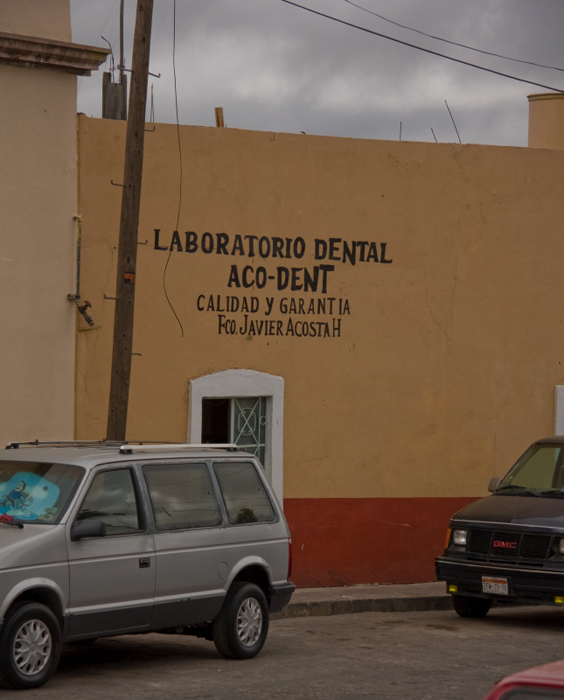 LABORATORIO DENTAL
ACO-DENT
CALIDAD Y GARANTIA
FCO. JAVIER ACOSTA H
GMC